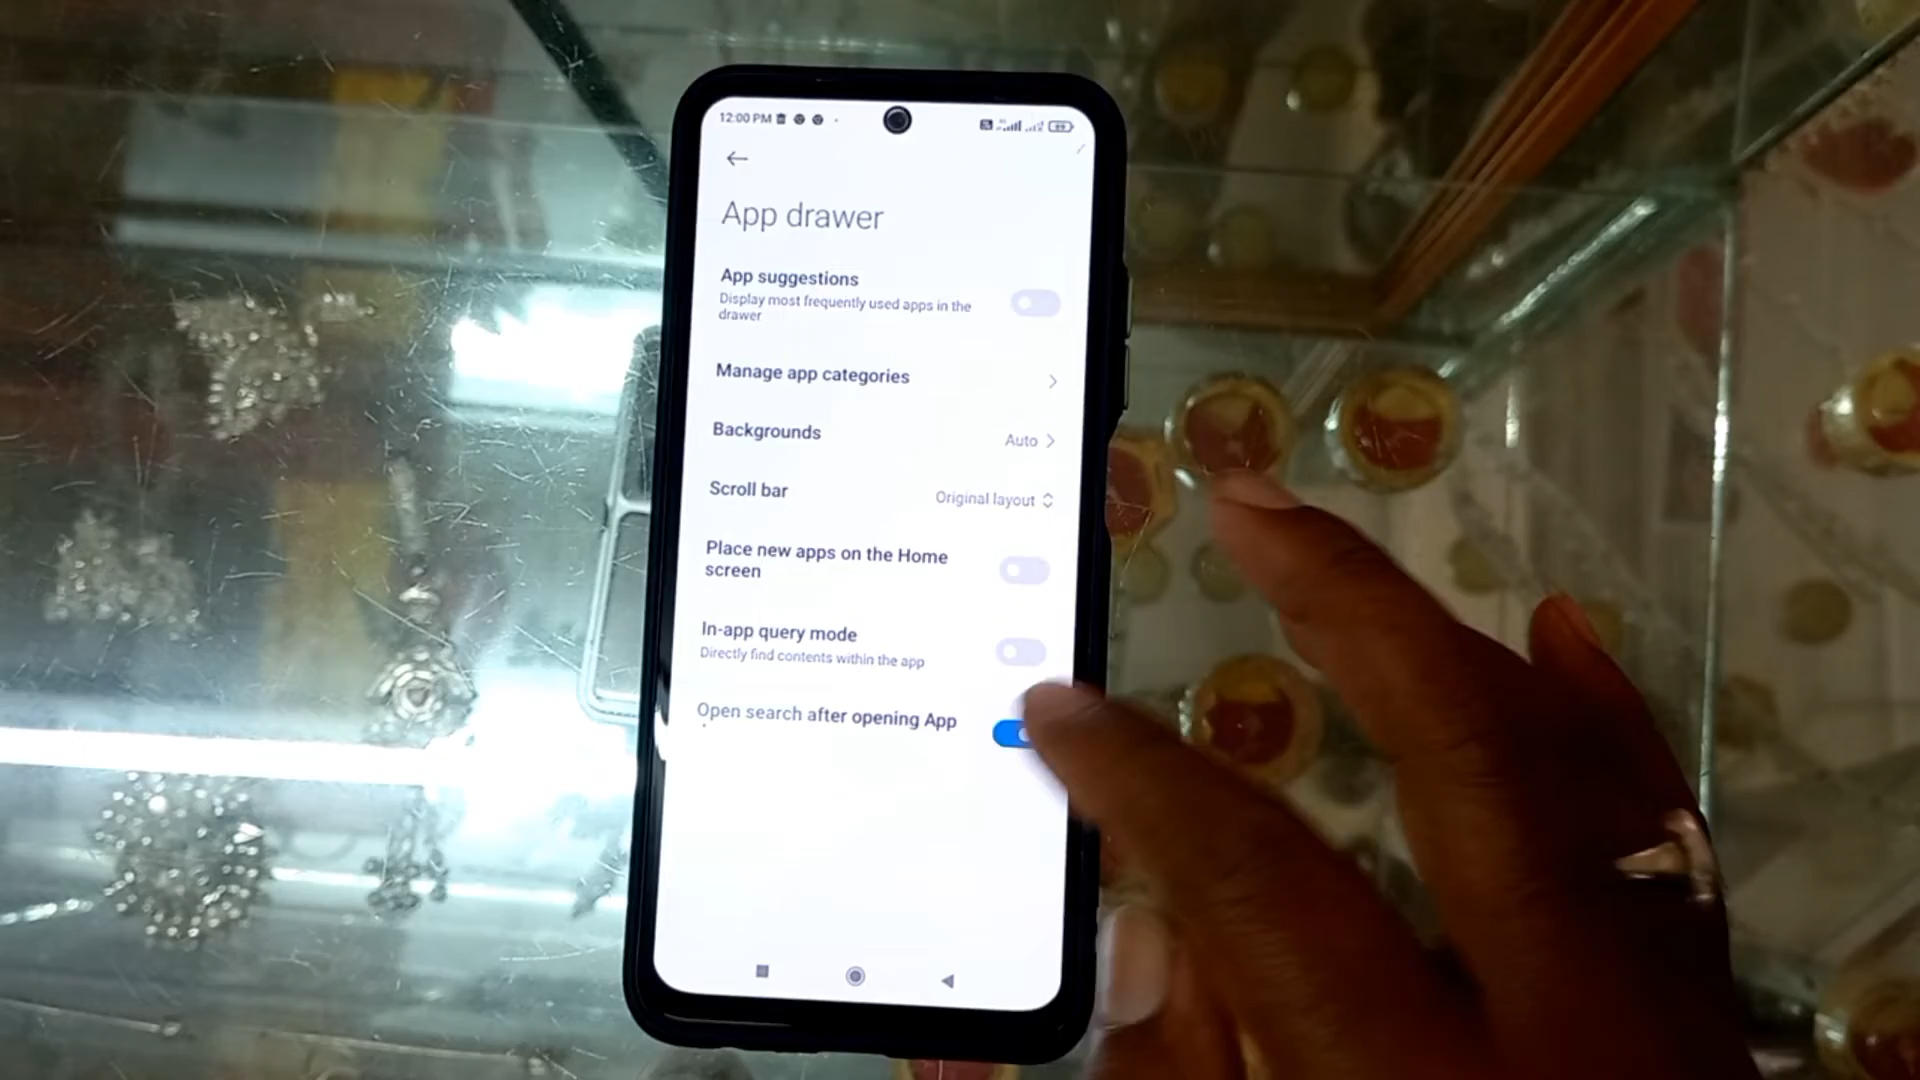 12:00 PM
App drawer
App suggestions
Display most frequently used apps in the
drawer
Manage app categories
Backgrounds
Auto
Scroll bar
Original layout
Place new apps on the Home
screen
In-app query mode
Directly find contents within the app
Open search after opening App